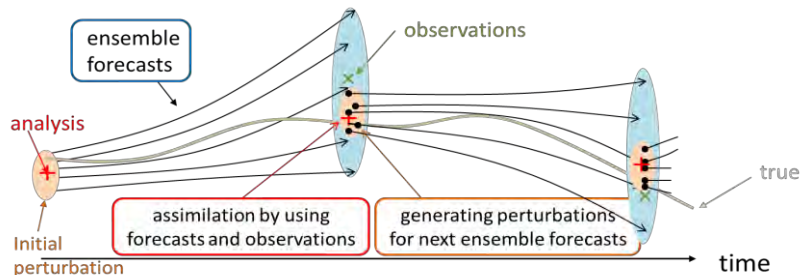 ensemble
forecasts
observations
analysis
true
assimilation by using
forecasts and observations
generating perturbations
for next ensemble forecasts
Initial
perturbation
time